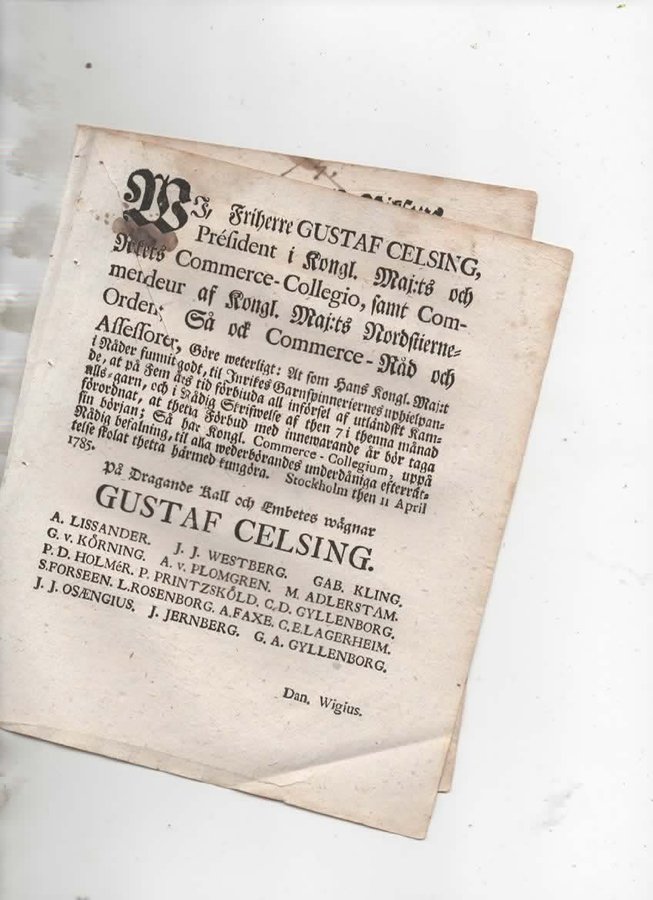 WJ, Friherre GUSTAF CELSING,
Président i Kongl. Maj:ts och
Rikets Commerce-Collegio, samt Com-
mendeur af Kongl. Maj:ts Nordstierne-
Orden: Så ock Commerce-Råd och
Assessorer, Göre weterligt: At som Hans Kongl. Maj:t
i Nåder funnit godt, til Inrikes Garnspinneriernes uphielpan-
de, at på Fem års tid förbiuda all införsel af utländskt Kam-
ulls-garn, och i Nådig Skrifwelse af then 7 i thenna månad
förordnat, at thetta Förbud med innewarande år bör taga
sin början; Så har Kongl. Commerce-Collegium, uppå
Nådig befalning, til alla wederbörandes underdåniga efterrät-
telse skolat thetta härmed kungöra. Stockholm then 11 April
1785.
På Dragande Kall och Embetes wägnar
GUSTAF CELSING.
A. LISSANDER. J. J. WESTBERG. GAB. KLING.
G. v. KÖRNING. A. v. PLOMGREN. M. ADLERSTAM.
P. D. HOLMéR. P. PRINTZSKÖLD. C. D. GYLLENBORG.
S. FORSEEN. L. ROSENBORG. A. FAXE. C. E. LAGERHEIM.
J. J. OSÆNGIUS. J. JERNBERG. G. A. GYLLENBORG.
Dan. Wigius.